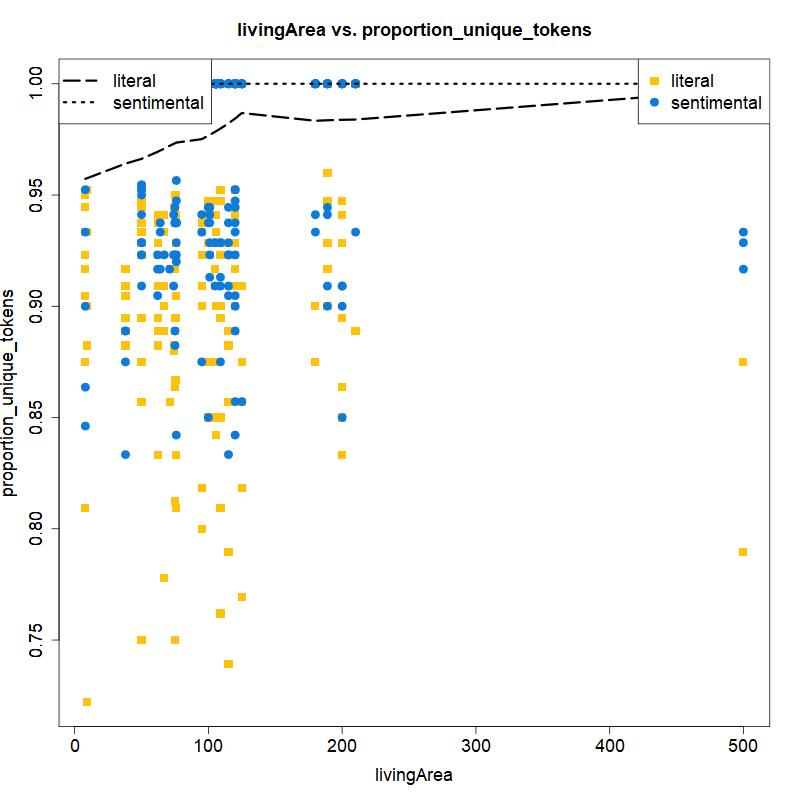 livingArea vs. proportion_unique_tokens
literal
sentimental
literal
sentimental
1.00
0.95
0.90
0.85
0.80
0.75
proportion_unique_tokens
0 100 200 300 400 500
livingArea